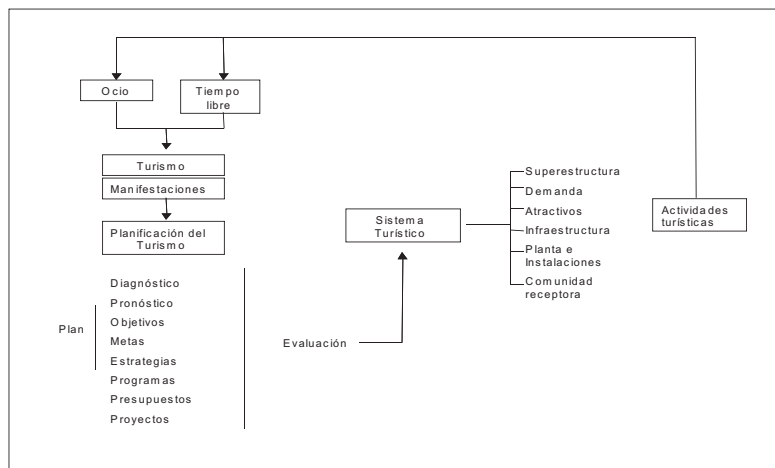 Ocio
Tiempo
libre
Turismo
Manifestaciones
Planificación del
Turismo
Diagnóstico
Pronóstico
Plan
Objetivos
Metas
Estrategias
Programas
Presupuestos
Proyectos
Evaluación
Sistema
Turístico
Superestructura
Demanda
Atractivos
Infraestructura
Planta e
Instalaciones
Comunidad
receptora
Actividades
turísticas